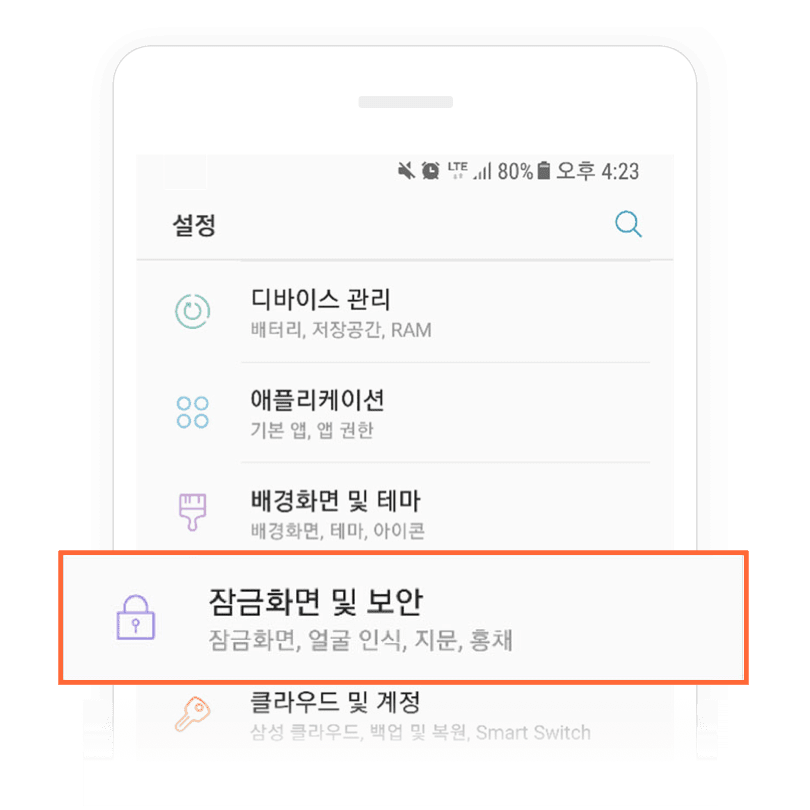 LTE 80% 오후 4:23
설정
디바이스 관리
배터리, 저장공간, RAM
애플리케이션
기본 앱, 앱 권한
배경화면 및 테마
배경화면, 테마, 아이콘
잠금화면 및 보안
잠금화면, 얼굴 인식, 지문, 홍채
클라우드 및 계정
삼성 클라우드, 백업 및 복원, Smart Switch